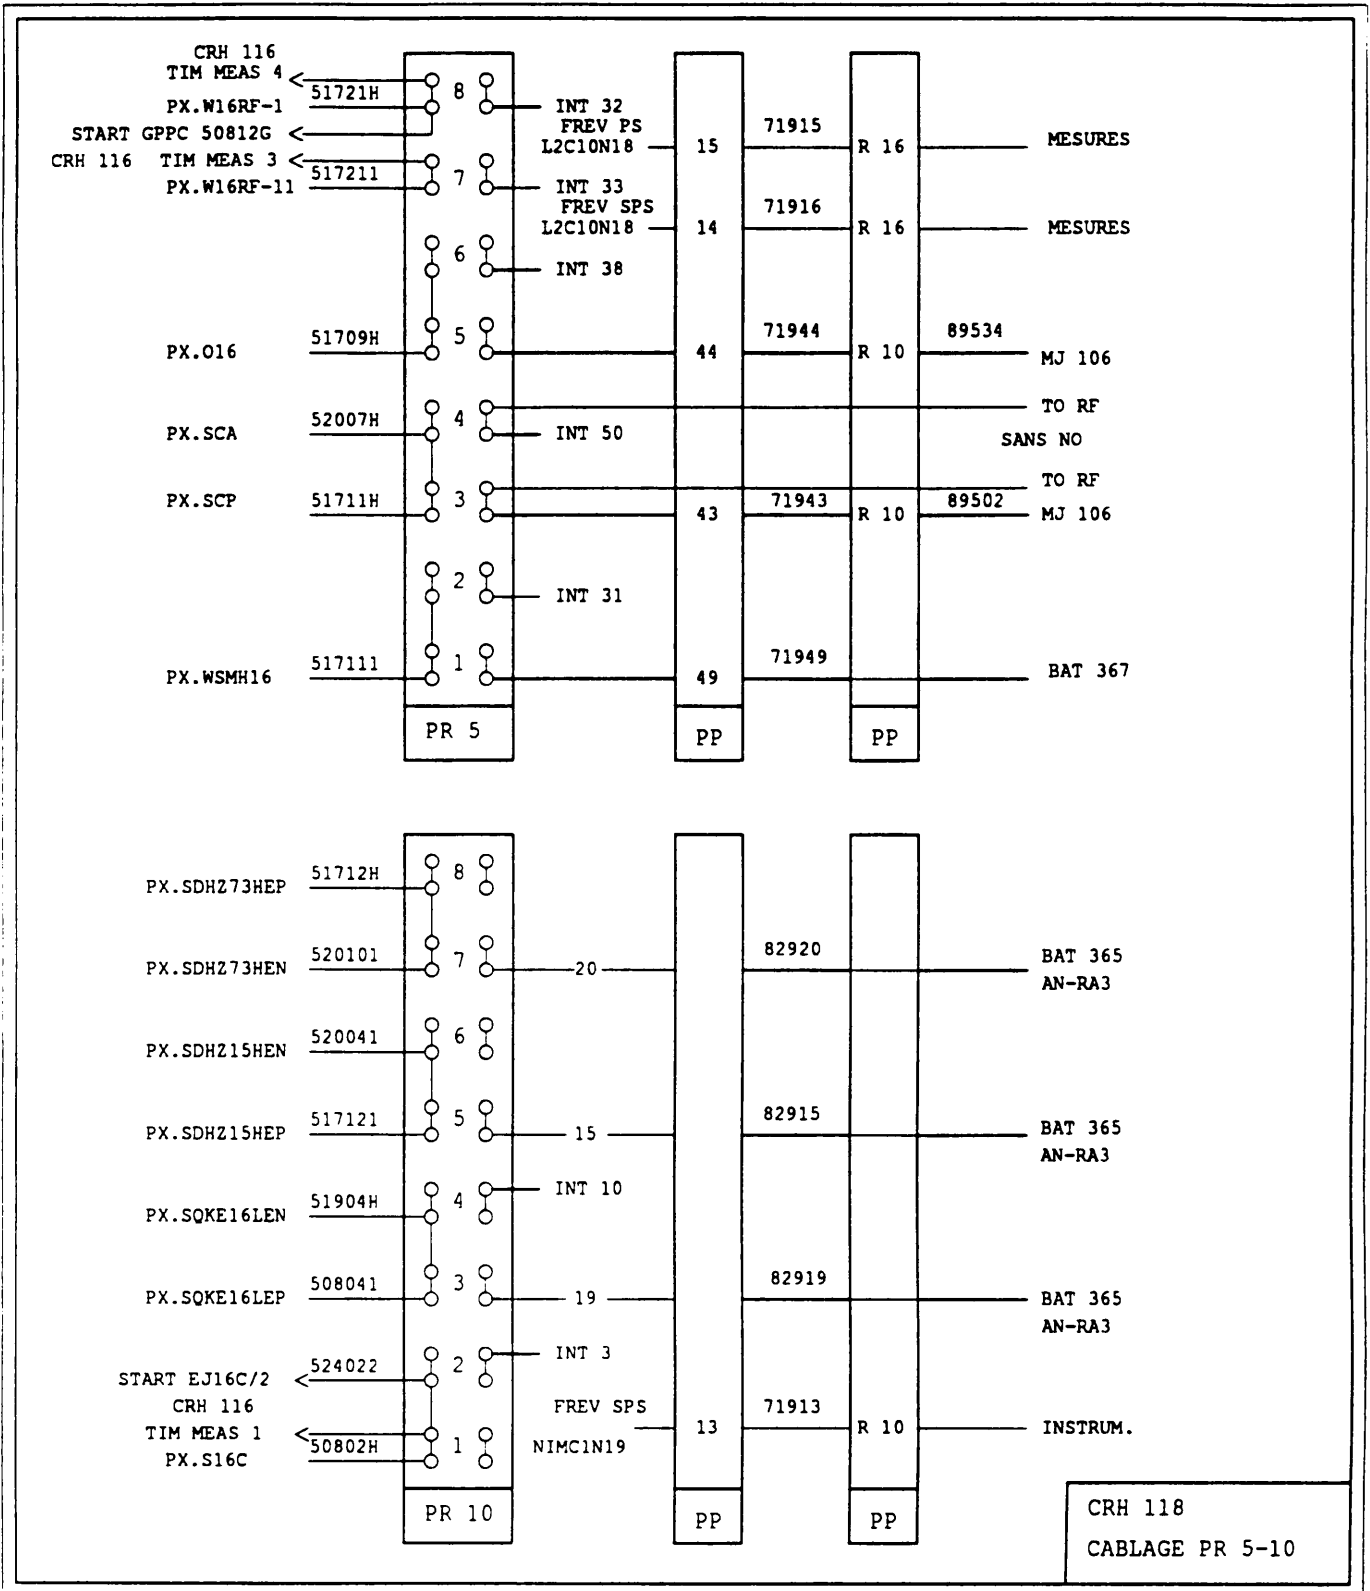 CRH 116
TIM MEAS 4
51721H
8
PX.W16RF-1
INT 32
START GPPC 50812G
FREV PS
L2C10N18
15
71915
R 16
MESURES
CRH 116 TIM MEAS 3
517211
7
PX.W16RF-11
INT 33
FREV SPS
L2C10N18
14
71916
R 16
MESURES
6
INT 38
PX.O16
51709H
5
44
71944
R 10
89534
MJ 106
PX.SCA
52007H
4
INT 50
TO RF
SANS NO
PX.SCP
51711H
3
TO RF
43
71943
R 10
89502
MJ 106
2
INT 31
PX.WSMH16
517111
1
49
71949
BAT 367
PR 5
PP
PP
PX.SDHZ73HEP
51712H
8
PX.SDHZ73HEN
520101
7
20
82920
BAT 365
AN-RA3
PX.SDHZ15HEN
520041
6
PX.SDHZ15HEP
517121
5
15
82915
BAT 365
AN-RA3
PX.SQKE16LEN
51904H
4
INT 10
PX.SQKE16LEP
508041
3
19
82919
BAT 365
AN-RA3
START EJ16C/2
524022
2
INT 3
CRH 116
TIM MEAS 1
50802H
1
PX.S16C
FREV SPS
NIMC1N19
13
71913
R 10
INSTRUM.
PR 10
PP
PP
CRH 118
CABLAGE PR 5-10